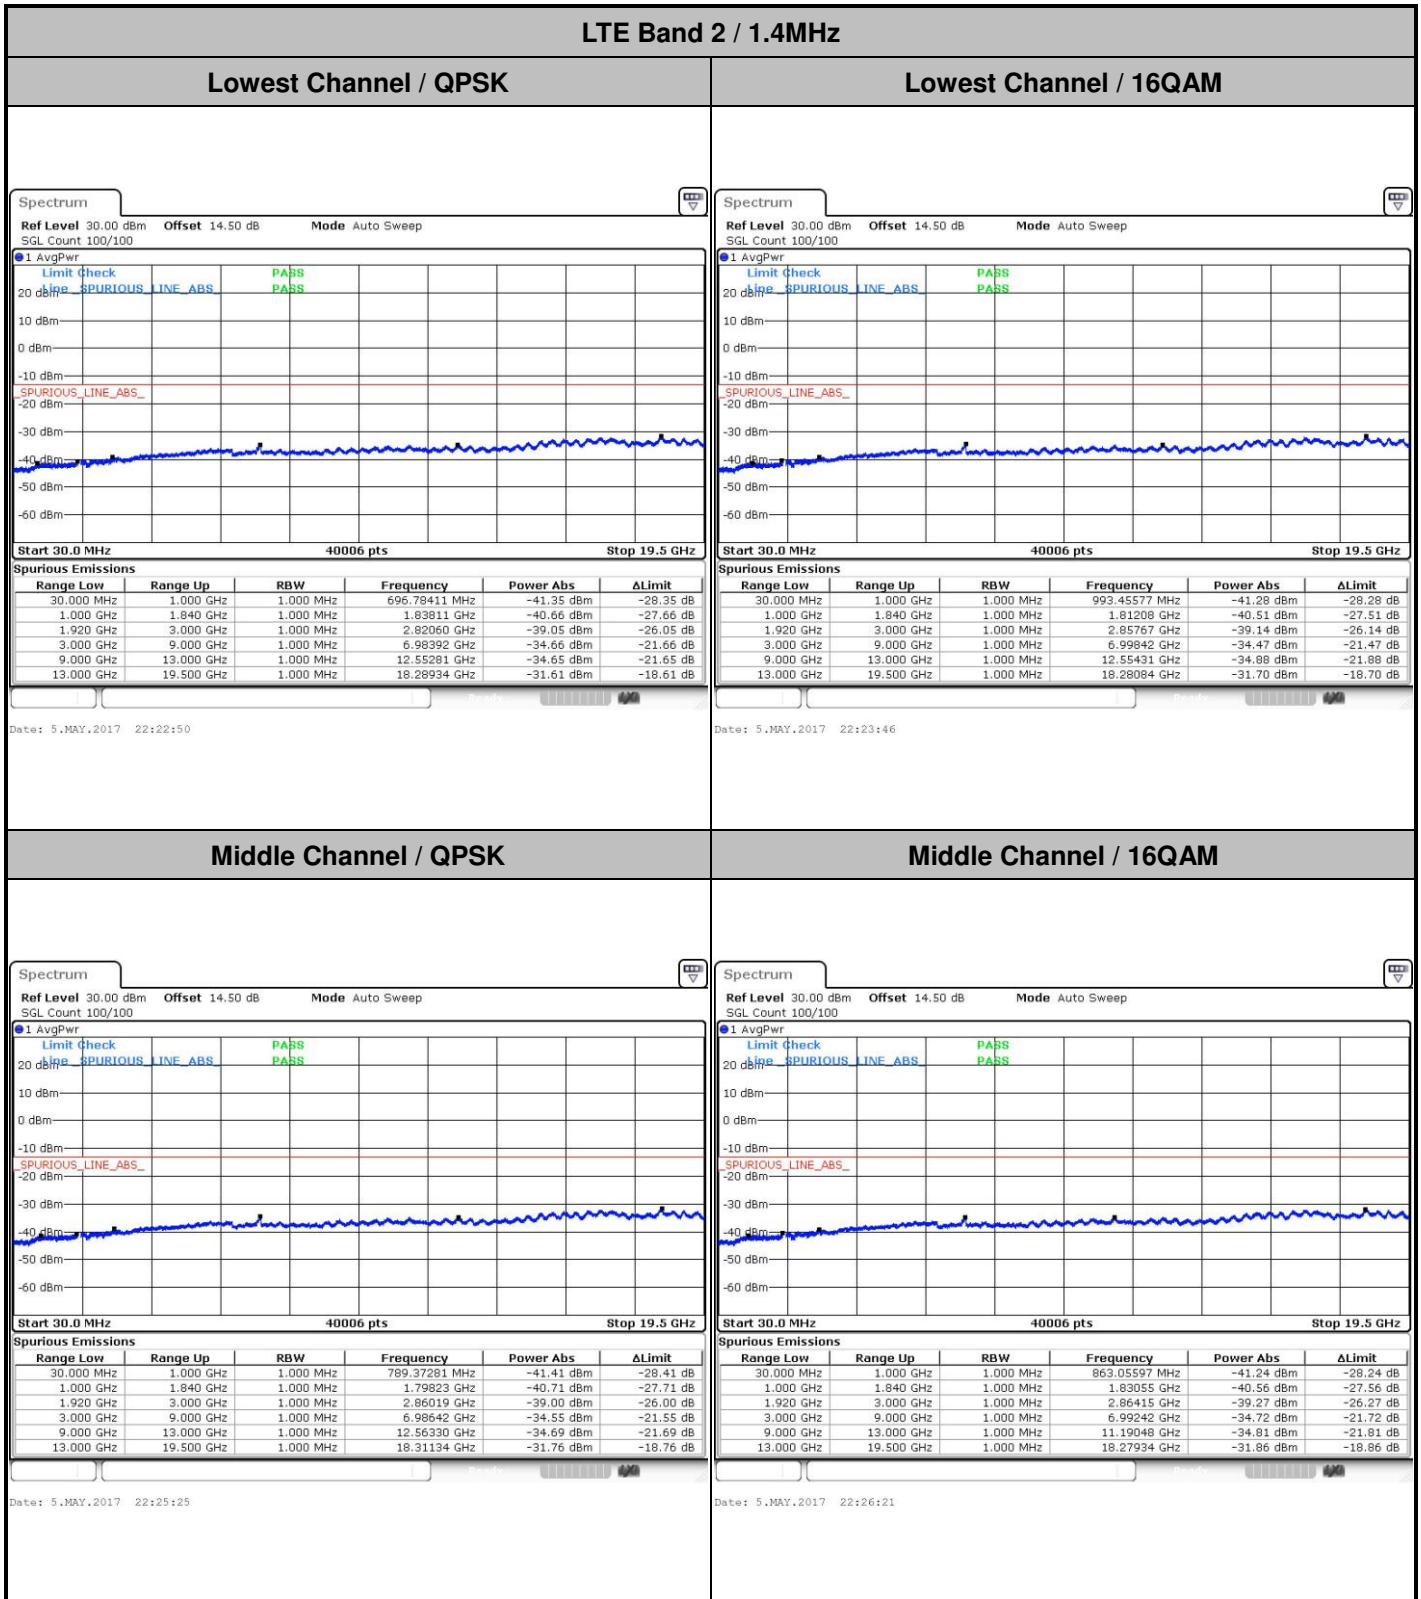 LTE Band 2 / 1.4MHz
Lowest Channel / QPSK
Spectrum
Ref Level 30.00 dBm Offset 14.50 dB Mode Auto Sweep
SGL Count 100/100
1 AvgPwr
Limit Check PASS
Line _SPURIOUS_LINE_ABS_ PASS
20 dBm
10 dBm
0 dBm
-10 dBm
_SPURIOUS_LINE_ABS_
-20 dBm
-30 dBm
-40 dBm
-50 dBm
-60 dBm
Start 30.0 MHz 40006 pts Stop 19.5 GHz
Spurious Emissions
Range Low Range Up RBW Frequency Power Abs ΔLimit
30.000 MHz 1.000 GHz 1.000 MHz 696.78411 MHz -41.35 dBm -28.35 dB
1.000 GHz 1.840 GHz 1.000 MHz 1.83811 GHz -40.66 dBm -27.66 dB
1.920 GHz 3.000 GHz 1.000 MHz 2.82060 GHz -39.05 dBm -26.05 dB
3.000 GHz 9.000 GHz 1.000 MHz 6.98392 GHz -34.66 dBm -21.66 dB
9.000 GHz 13.000 GHz 1.000 MHz 12.55281 GHz -34.65 dBm -21.65 dB
13.000 GHz 19.500 GHz 1.000 MHz 18.28934 GHz -31.61 dBm -18.61 dB
Date: 5.MAY.2017 22:22:50
Lowest Channel / 16QAM
Spectrum
Ref Level 30.00 dBm Offset 14.50 dB Mode Auto Sweep
SGL Count 100/100
1 AvgPwr
Limit Check PASS
Line _SPURIOUS_LINE_ABS_ PASS
20 dBm
10 dBm
0 dBm
-10 dBm
_SPURIOUS_LINE_ABS_
-20 dBm
-30 dBm
-40 dBm
-50 dBm
-60 dBm
Start 30.0 MHz 40006 pts Stop 19.5 GHz
Spurious Emissions
Range Low Range Up RBW Frequency Power Abs ΔLimit
30.000 MHz 1.000 GHz 1.000 MHz 993.45577 MHz -41.28 dBm -28.28 dB
1.000 GHz 1.840 GHz 1.000 MHz 1.81208 GHz -40.51 dBm -27.51 dB
1.920 GHz 3.000 GHz 1.000 MHz 2.85767 GHz -39.14 dBm -26.14 dB
3.000 GHz 9.000 GHz 1.000 MHz 6.99842 GHz -34.47 dBm -21.47 dB
9.000 GHz 13.000 GHz 1.000 MHz 12.55431 GHz -34.88 dBm -21.88 dB
13.000 GHz 19.500 GHz 1.000 MHz 18.28084 GHz -31.70 dBm -18.70 dB
Date: 5.MAY.2017 22:23:46
Middle Channel / QPSK
Spectrum
Ref Level 30.00 dBm Offset 14.50 dB Mode Auto Sweep
SGL Count 100/100
1 AvgPwr
Limit Check PASS
Line _SPURIOUS_LINE_ABS_ PASS
20 dBm
10 dBm
0 dBm
-10 dBm
_SPURIOUS_LINE_ABS_
-20 dBm
-30 dBm
-40 dBm
-50 dBm
-60 dBm
Start 30.0 MHz 40006 pts Stop 19.5 GHz
Spurious Emissions
Range Low Range Up RBW Frequency Power Abs ΔLimit
30.000 MHz 1.000 GHz 1.000 MHz 789.37281 MHz -41.41 dBm -28.41 dB
1.000 GHz 1.840 GHz 1.000 MHz 1.79823 GHz -40.71 dBm -27.71 dB
1.920 GHz 3.000 GHz 1.000 MHz 2.86019 GHz -39.00 dBm -26.00 dB
3.000 GHz 9.000 GHz 1.000 MHz 6.98642 GHz -34.55 dBm -21.55 dB
9.000 GHz 13.000 GHz 1.000 MHz 12.56330 GHz -34.69 dBm -21.69 dB
13.000 GHz 19.500 GHz 1.000 MHz 18.31134 GHz -31.76 dBm -18.76 dB
Date: 5.MAY.2017 22:25:25
Middle Channel / 16QAM
Spectrum
Ref Level 30.00 dBm Offset 14.50 dB Mode Auto Sweep
SGL Count 100/100
1 AvgPwr
Limit Check PASS
Line _SPURIOUS_LINE_ABS_ PASS
20 dBm
10 dBm
0 dBm
-10 dBm
_SPURIOUS_LINE_ABS_
-20 dBm
-30 dBm
-40 dBm
-50 dBm
-60 dBm
Start 30.0 MHz 40006 pts Stop 19.5 GHz
Spurious Emissions
Range Low Range Up RBW Frequency Power Abs ΔLimit
30.000 MHz 1.000 GHz 1.000 MHz 863.05597 MHz -41.24 dBm -28.24 dB
1.000 GHz 1.840 GHz 1.000 MHz 1.83055 GHz -40.56 dBm -27.56 dB
1.920 GHz 3.000 GHz 1.000 MHz 2.86415 GHz -39.27 dBm -26.27 dB
3.000 GHz 9.000 GHz 1.000 MHz 6.99242 GHz -34.72 dBm -21.72 dB
9.000 GHz 13.000 GHz 1.000 MHz 11.19048 GHz -34.81 dBm -21.81 dB
13.000 GHz 19.500 GHz 1.000 MHz 18.27934 GHz -31.86 dBm -18.86 dB
Date: 5.MAY.2017 22:26:21